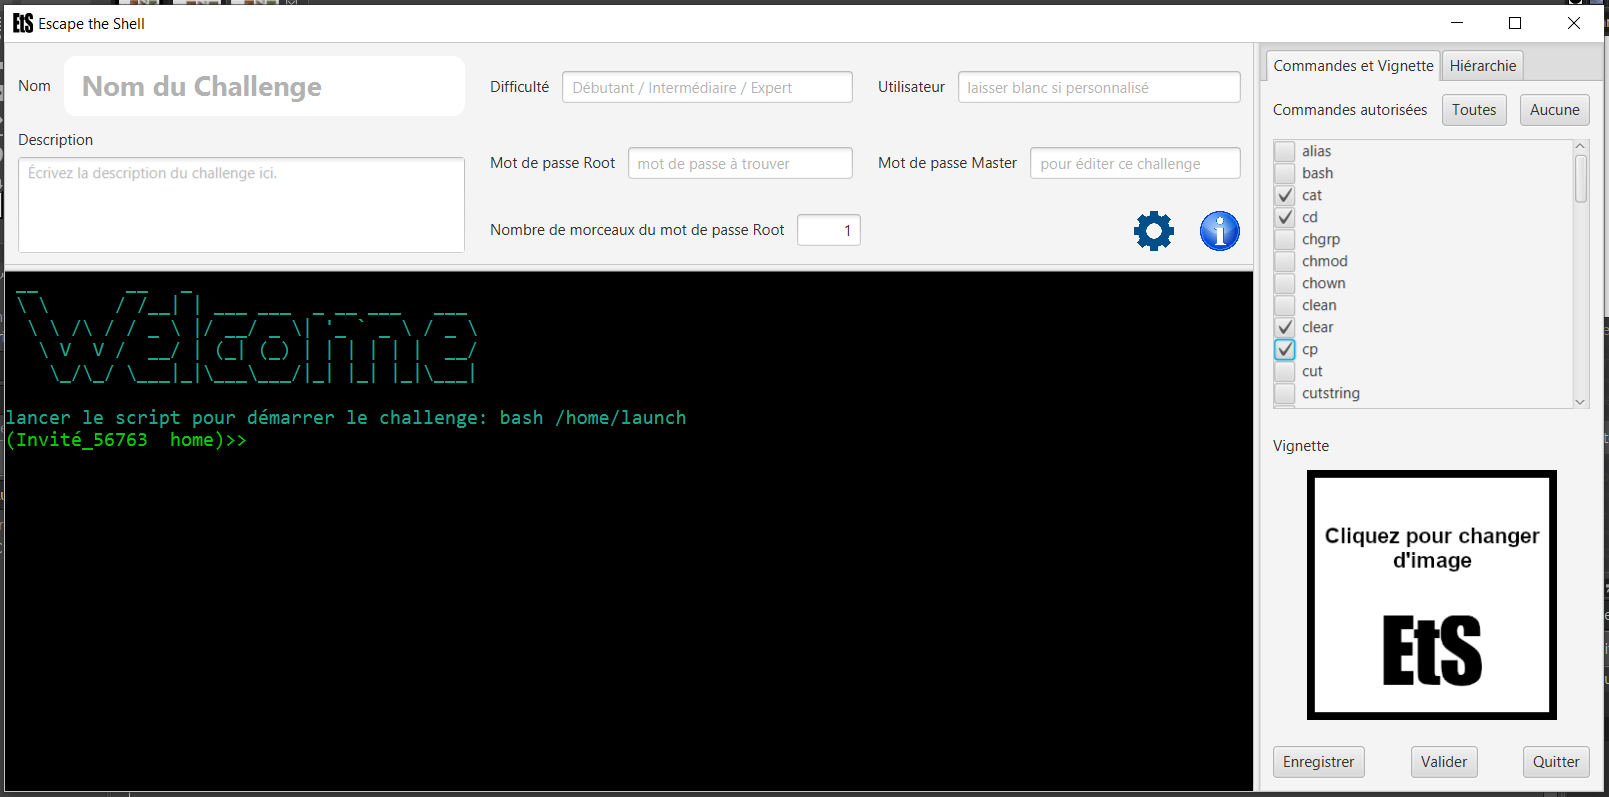 EtS Escape the Shell
Nom
Nom du Challenge
Difficulté
Débutant / Intermédiaire / Expert
Utilisateur
laisser blanc si personnalisé
Description
Écrivez la description du challenge ici.
Mot de passe Root
mot de passe à trouver
Mot de passe Master
pour éditer ce challenge
Nombre de morceaux du mot de passe Root
1
i
Welcome
lancer le script pour démarrer le challenge: bash /home/launch
(Invité_56763  home)>>
Commandes et Vignette
Hiérarchie
Commandes autorisées
Toutes
Aucune
alias
bash
cat
cd
chgrp
chmod
chown
clean
clear
cp
cut
cutstring
Vignette
Cliquez pour changer
d'image
EtS
Enregistrer
Valider
Quitter